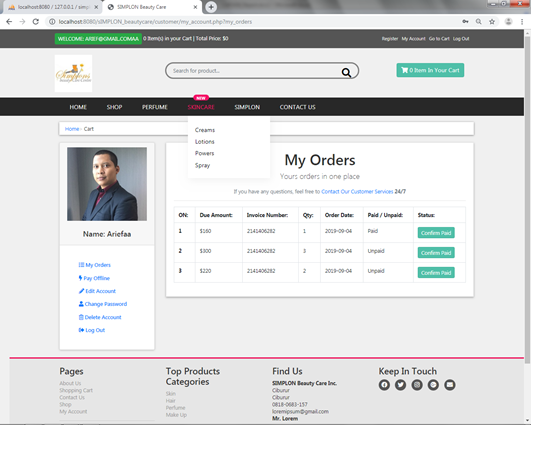 localhost:8080 / 127.0.0.1 / simp
SIMPLON Beauty Care
localhost:8080/sIMPLON_beautycare/customer/my_account.php?my_orders
WELCOME: ARIEF@GMAIL.COMAA
0 Item(s) in your Cart | Total Price: $0
Register My Account Go to Cart Log Out
Simplons
Search for product...
0 Item In Your Cart
NEW
HOME SHOP PERFUME SKINCARE SIMPLON CONTACT US
Home - Cart
Creams
Lotions
Powers
Spray
Name: Ariefaa
My Orders
Pay Offline
Edit Account
Change Password
Delete Account
Log Out
My Orders
Yours orders in one place
If you have any questions, feel free to Contact Our Customer Services 24/7
ON: Due Amount: Invoice Number: Qty: Order Date: Paid / Unpaid: Status:
1 $160 2141406282 1 2019-09-04 Paid Confirm Paid
2 $300 2141406282 3 2019-09-04 Unpaid Confirm Paid
3 $220 2141406282 2 2019-09-04 Unpaid Confirm Paid
Pages
About Us
Shopping Cart
Contact Us
Shop
My Account
Top Products
Categories
Skin
Hair
Perfume
Make Up
Find Us
SIMPLON Beauty Care Inc.
Ciburur
Ciburur
0818-0683-157
loremipsum@gmail.com
Mr. Lorem
Keep In Touch